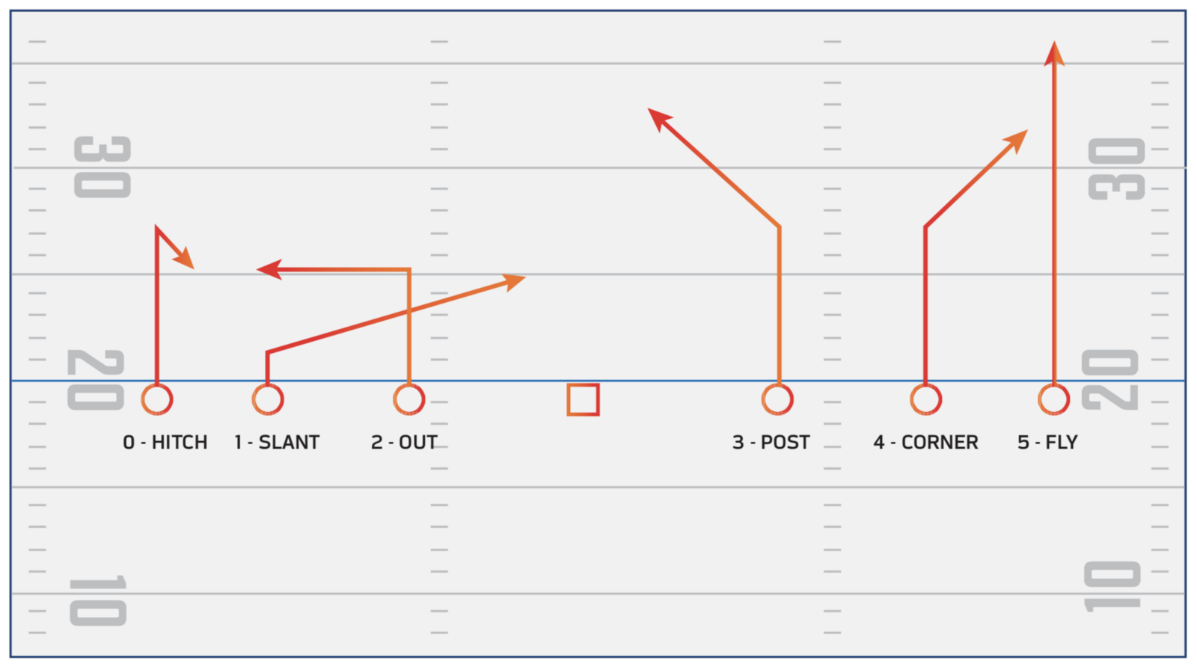 30
30
20
20
0 - HITCH
1 - SLANT
2 - OUT
3 - POST
4 - CORNER
5 - FLY
10
10